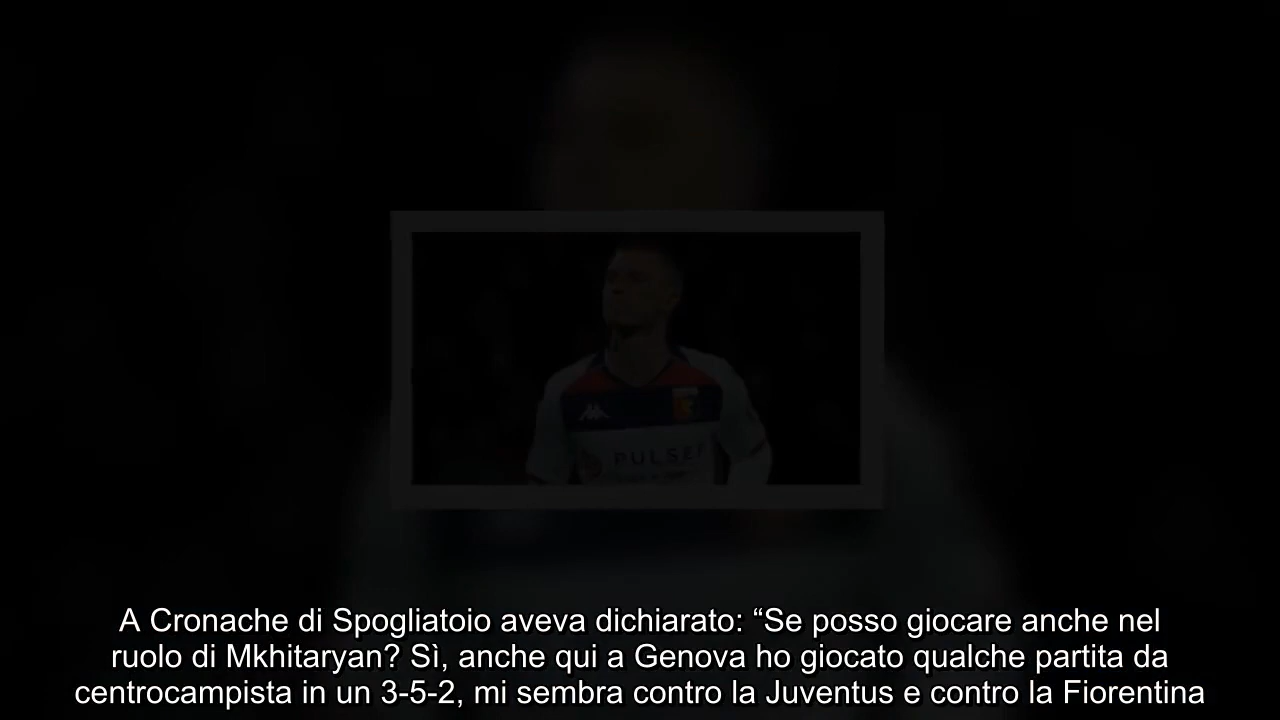 PULSEE
A Cronache di Spogliatoio aveva dichiarato: “Se posso giocare anche nel
ruolo di Mkhitaryan? Sì, anche qui a Genova ho giocato qualche partita da
centrocampista in un 3-5-2, mi sembra contro la Juventus e contro la Fiorentina